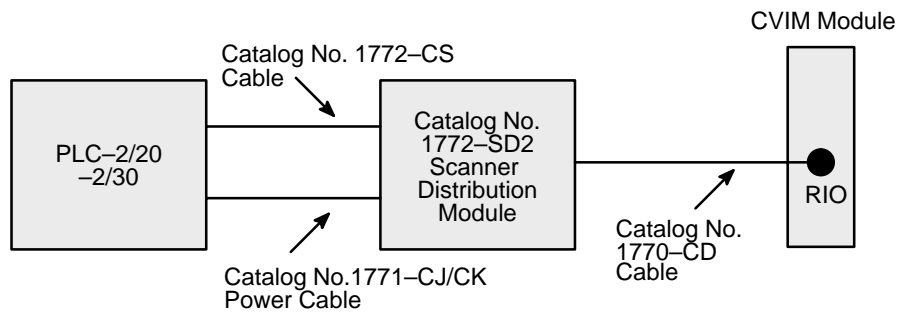 CVIM Module
Catalog No. 1772–CS
Cable
PLC–2/20
–2/30
Catalog No.
1772–SD2
Scanner
Distribution
Module
RIO
Catalog No.1771–CJ/CK
Power Cable
Catalog No.
1770–CD
Cable